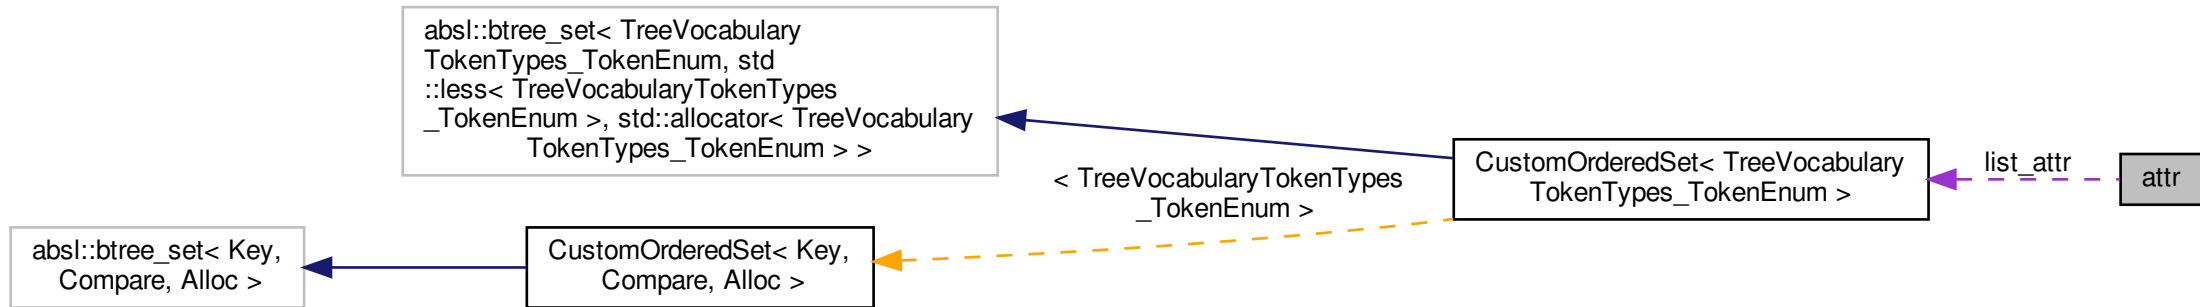 absl::btree_set< TreeVocabulary
TokenTypes_TokenEnum, std
::less< TreeVocabularyTokenTypes
_TokenEnum >, std::allocator< TreeVocabulary
TokenTypes_TokenEnum > >
< TreeVocabularyTokenTypes
_TokenEnum >
CustomOrderedSet< TreeVocabulary
TokenTypes_TokenEnum >
list_attr
attr
absl::btree_set< Key,
Compare, Alloc >
CustomOrderedSet< Key,
Compare, Alloc >